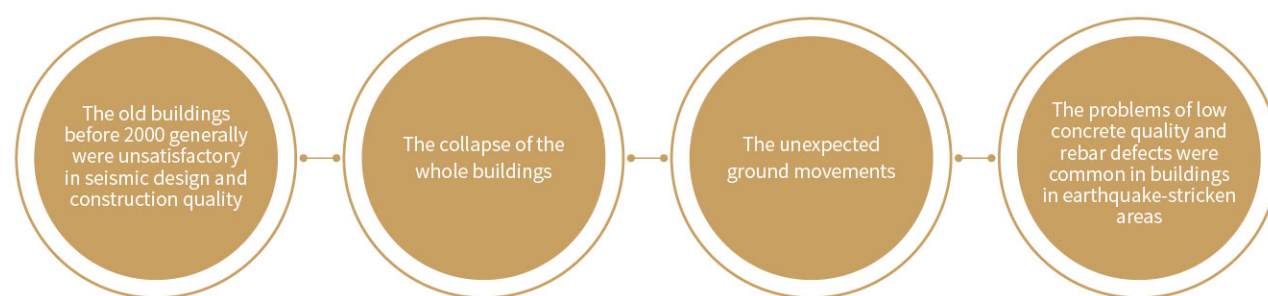 The old buildings
before 2000 generally
were unsatisfactory
in seismic design and
construction quality
The collapse of the
whole buildings
The unexpected
ground movements
The problems of low
concrete quality and
rebar defects were
common in buildings
in earthquake-stricken
areas